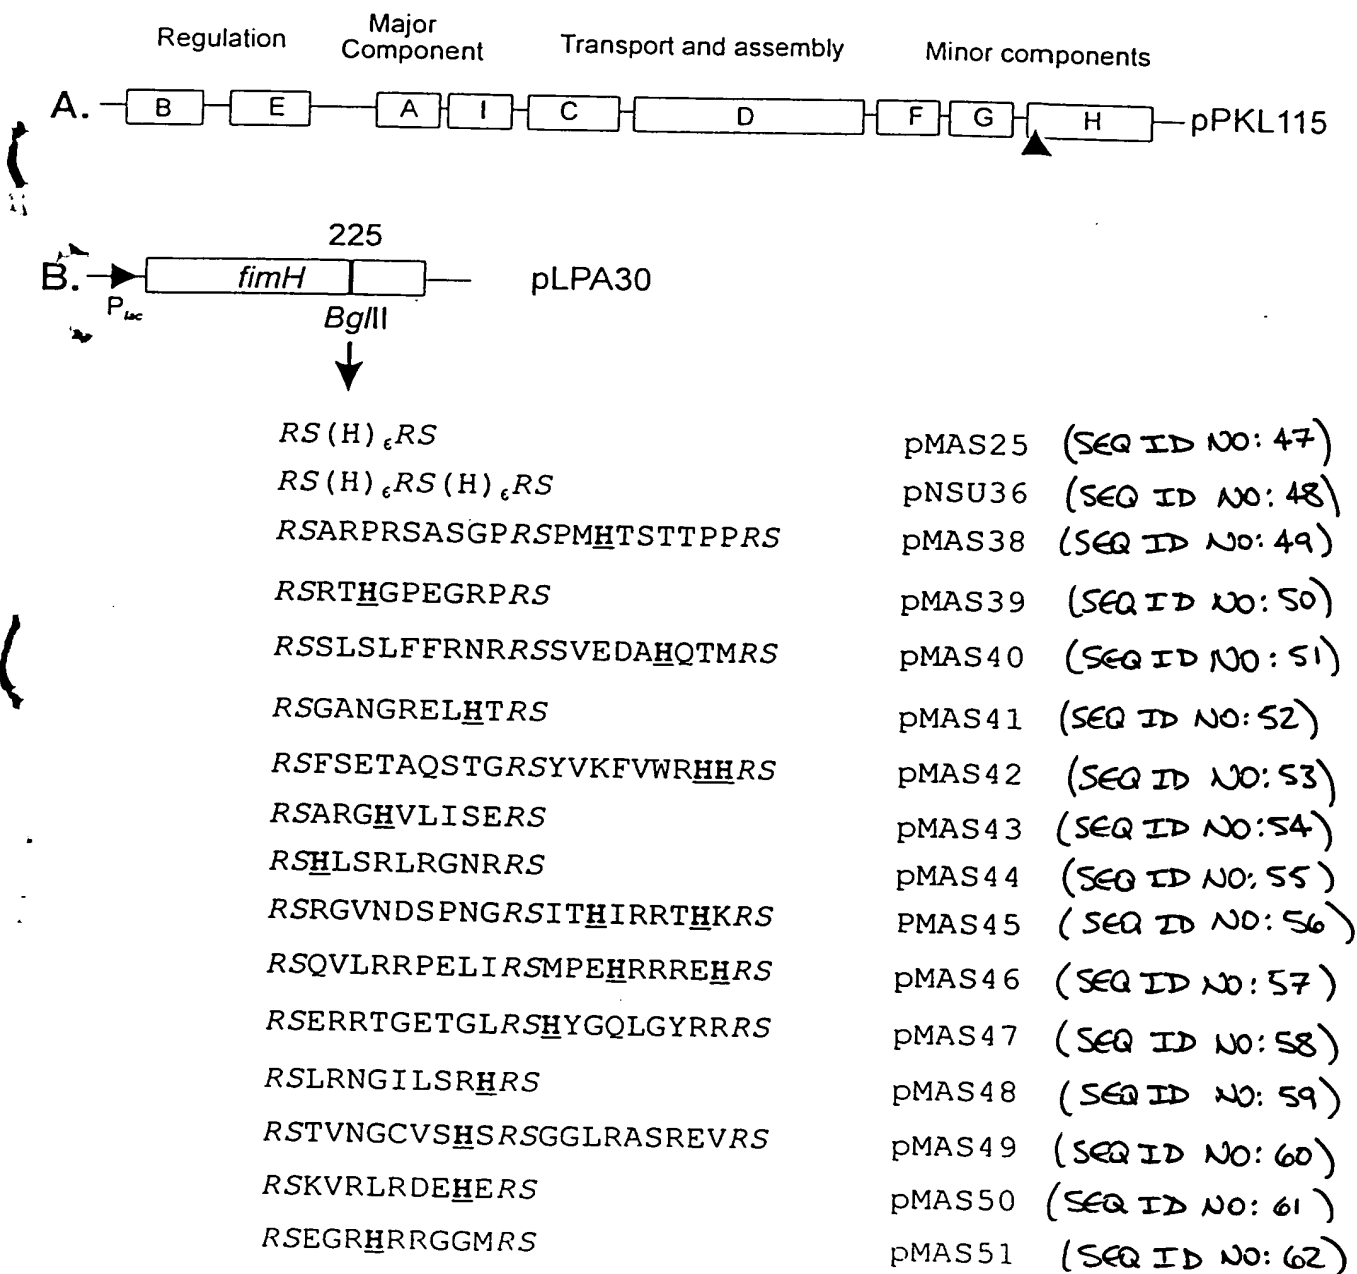 Regulation Major Component Transport and assembly Minor components
A. B E A I C D F G H pPKL115
225
B. fimH pLPA30
Plac BglII
RS(H)6RS pMAS25 (SEQ ID NO: 47)
RS(H)6RS(H)6RS pNSU36 (SEQ ID NO: 48)
RSARPRSASGPRSPMHTSTTPPRS pMAS38 (SEQ ID NO: 49)
RSRTHGPEGRPRS pMAS39 (SEQ ID NO: 50)
RSSLSLFFRNRRSSVEDAHQTMRS pMAS40 (SEQ ID NO: 51)
RSGANGRELHTRS pMAS41 (SEQ ID NO: 52)
RSFSETAQSTGRSYVKFVWRHHRS pMAS42 (SEQ ID NO: 53)
RSARGHVLISERS pMAS43 (SEQ ID NO: 54)
RSHLSRLRGNRRS pMAS44 (SEQ ID NO: 55)
RSRGVNDSPNGRSITHIRRTHKRS PMAS45 (SEQ ID NO: 56)
RSQVLRRPELIRSMPEHRRREHRS pMAS46 (SEQ ID NO: 57)
RSERRTGETGLRSHYGQLGYRRRS pMAS47 (SEQ ID NO: 58)
RSLRNGILSRHRS pMAS48 (SEQ ID NO: 59)
RSTVNGCVSHSRSGGLRASREVRS pMAS49 (SEQ ID NO: 60)
RSKVRLRDEHERS pMAS50 (SEQ ID NO: 61)
RSEGRHRRGGMRS pMAS51 (SEQ ID NO: 62)